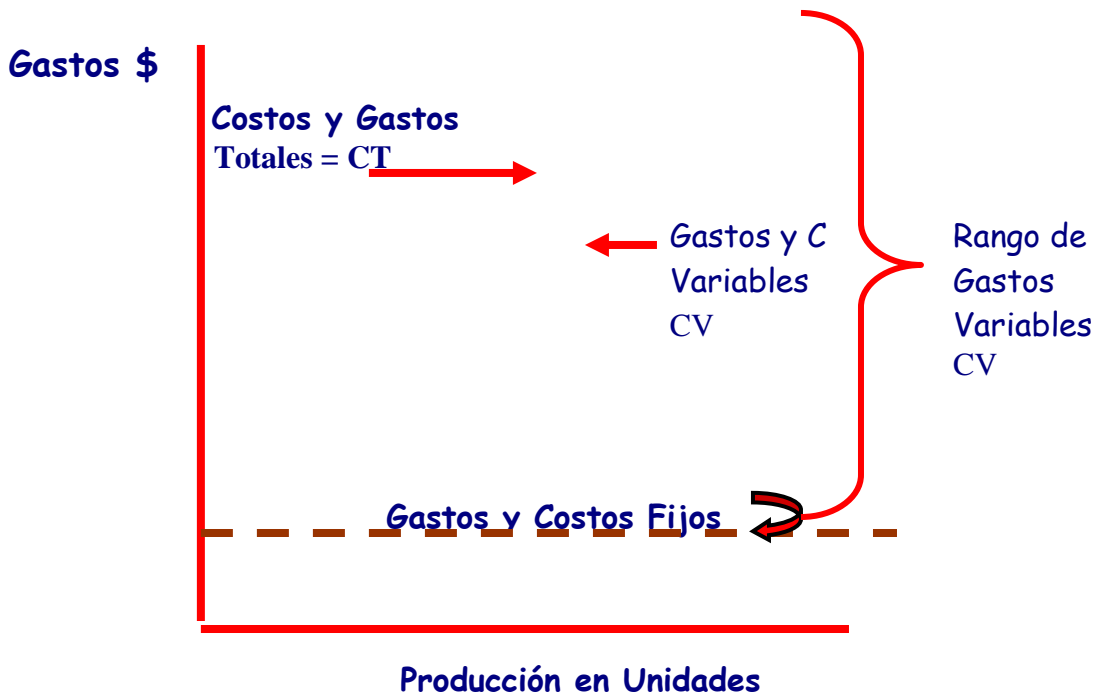 Gastos $
Costos y Gastos
Totales = CT
Gastos y C
Variables
CV
Rango de
Gastos
Variables
CV
Gastos y Costos Fijos
Producción en Unidades